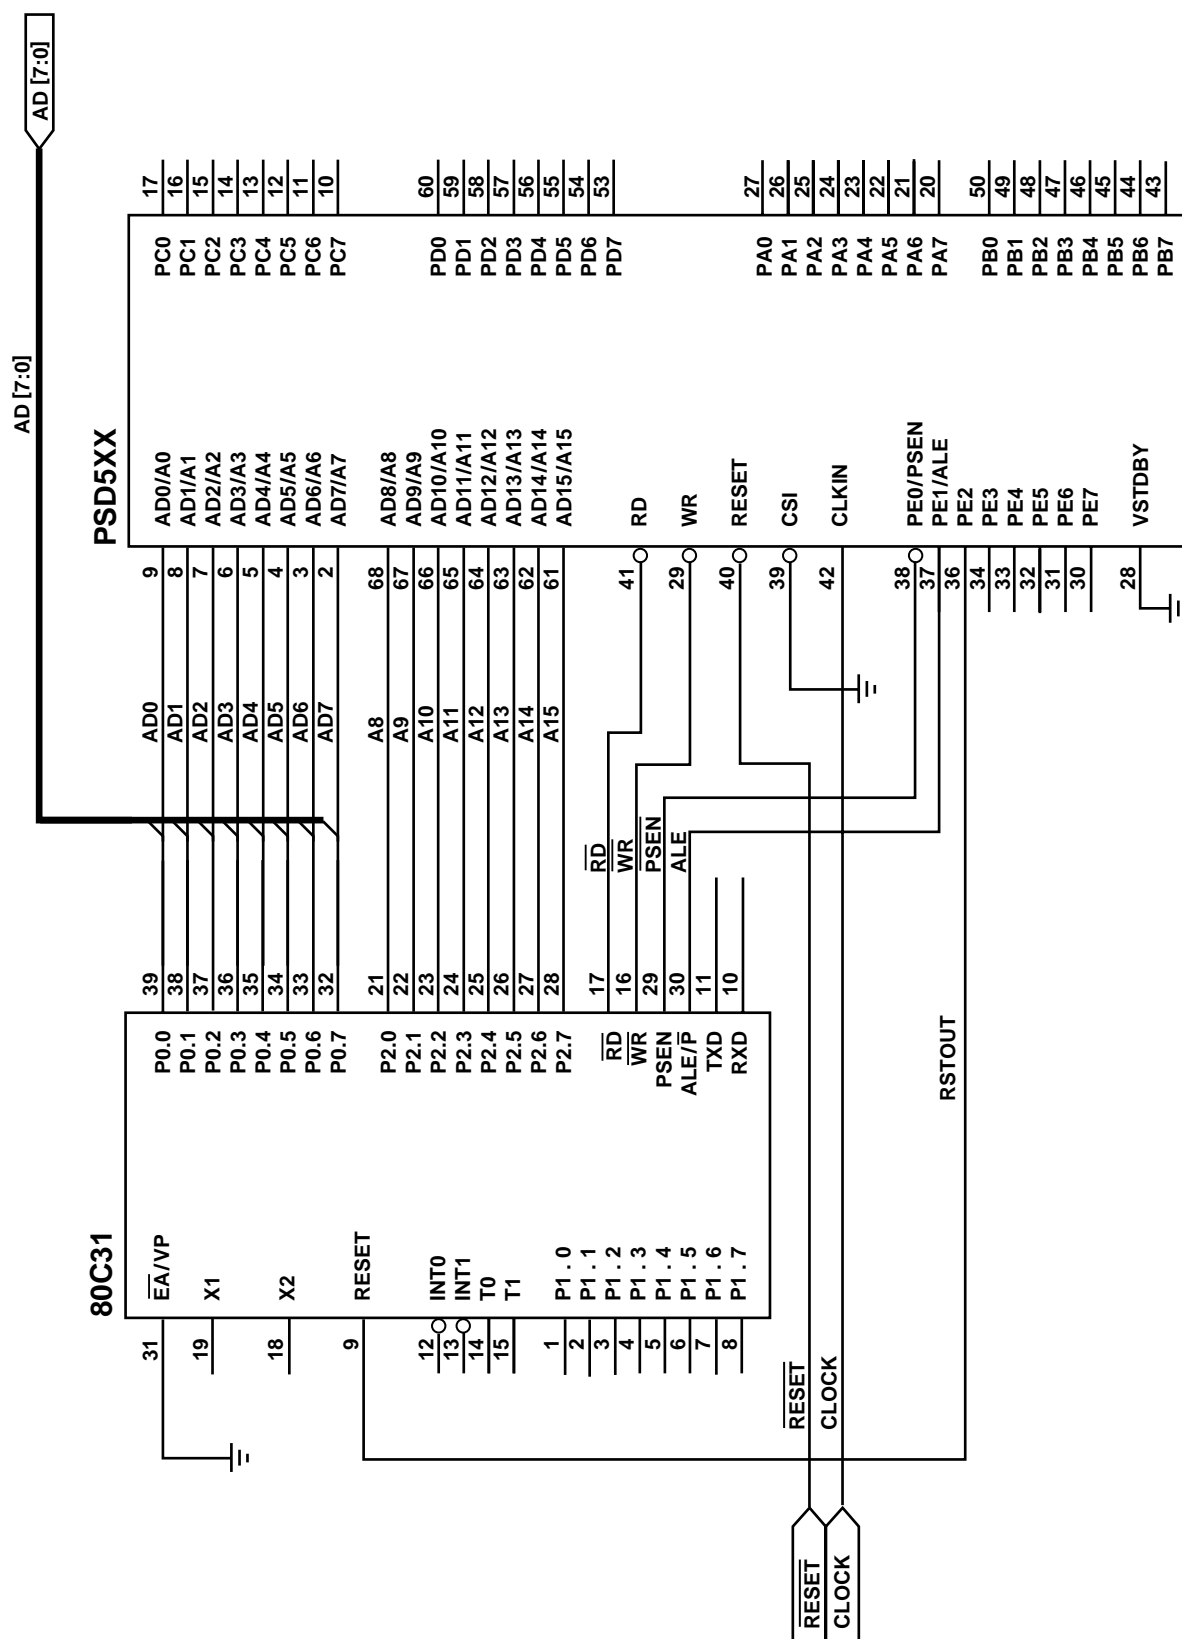 AD [7:0]
AD [7:0]
80C31
EA/VP
X1
X2
RESET
INT0
INT1
T0
T1
P1 . 0
P1 . 1
P1 . 2
P1 . 3
P1 . 4
P1 . 5
P1 . 6
P1 . 7
31
19
18
9
12
13
14
15
1
2
3
4
5
6
7
8
P0.0
P0.1
P0.2
P0.3
P0.4
P0.5
P0.6
P0.7
P2.0
P2.1
P2.2
P2.3
P2.4
P2.5
P2.6
P2.7
RD
WR
PSEN
ALE/P
TXD
RXD
39
38
37
36
35
34
33
32
21
22
23
24
25
26
27
28
17
16
29
30
11
10
AD0
AD1
AD2
AD3
AD4
AD5
AD6
AD7
A8
A9
A10
A11
A12
A13
A14
A15
RD
WR
PSEN
ALE
RSTOUT
RESET
CLOCK
RESET
CLOCK
PSD5XX
9
8
7
6
5
4
3
2
68
67
66
65
64
63
62
61
41
29
40
39
42
38
37
36
34
33
32
31
30
28
AD0/A0
AD1/A1
AD2/A2
AD3/A3
AD4/A4
AD5/A5
AD6/A6
AD7/A7
AD8/A8
AD9/A9
AD10/A10
AD11/A11
AD12/A12
AD13/A13
AD14/A14
AD15/A15
RD
WR
RESET
CSI
CLKIN
PE0/PSEN
PE1/ALE
PE2
PE3
PE4
PE5
PE6
PE7
VSTDBY
PC0
PC1
PC2
PC3
PC4
PC5
PC6
PC7
PD0
PD1
PD2
PD3
PD4
PD5
PD6
PD7
PA0
PA1
PA2
PA3
PA4
PA5
PA6
PA7
PB0
PB1
PB2
PB3
PB4
PB5
PB6
PB7
17
16
15
14
13
12
11
10
60
59
58
57
56
55
54
53
27
26
25
24
23
22
21
20
50
49
48
47
46
45
44
43